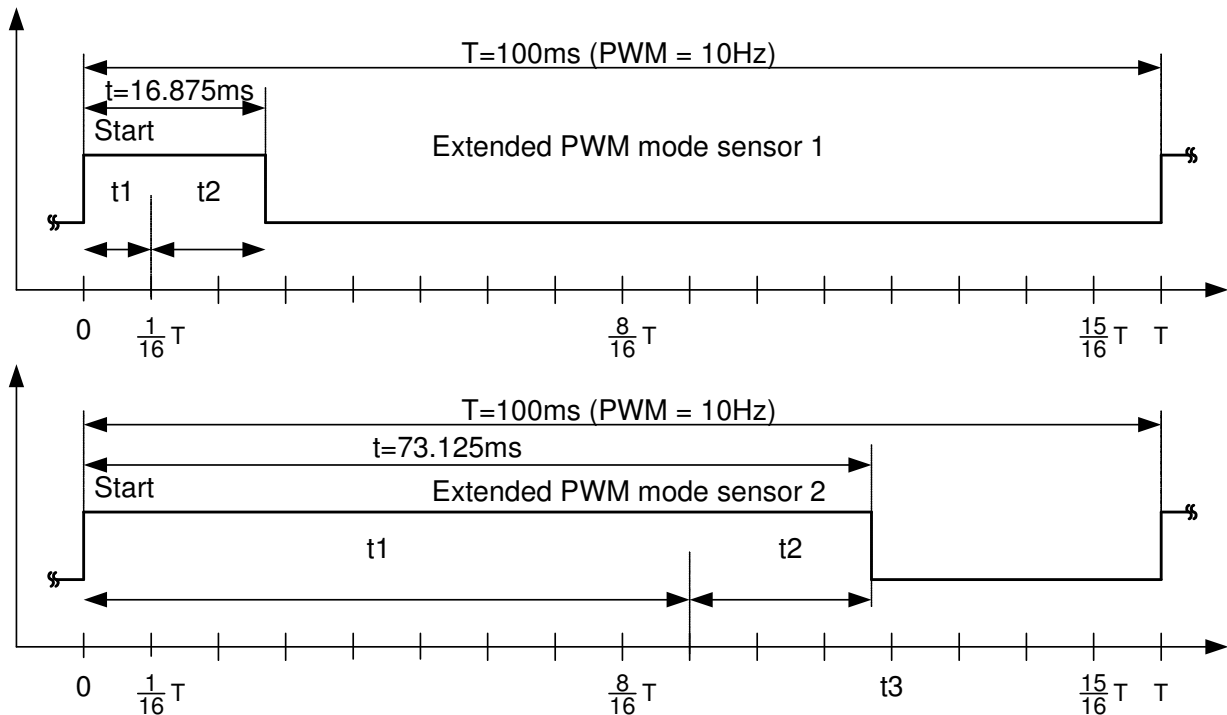 T=100ms (PWM = 10Hz)
t=16.875ms
Start
Extended PWM mode sensor 1
t1 t2
0 1/16 T 8/16 T 15/16 T T
T=100ms (PWM = 10Hz)
t=73.125ms
Start
Extended PWM mode sensor 2
t1 t2
0 1/16 T 8/16 T t3 15/16 T T